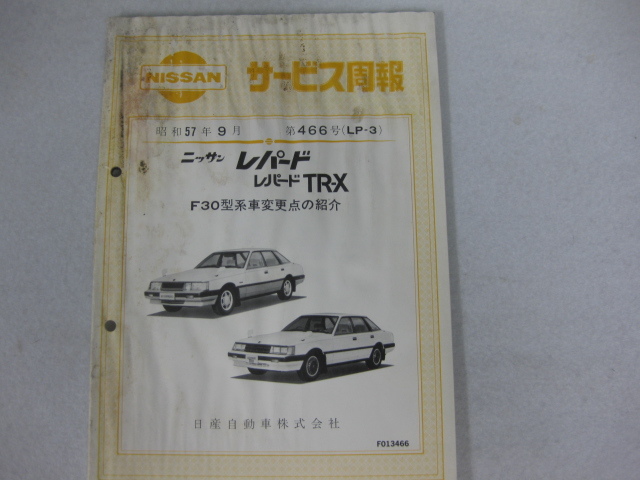 NISSAN
サービス周報
昭和57年9月 第466号(LP-3)
ニッサン レパード
レパード TR-X
F30型系車変更点の紹介
日産自動車株式会社
F013466